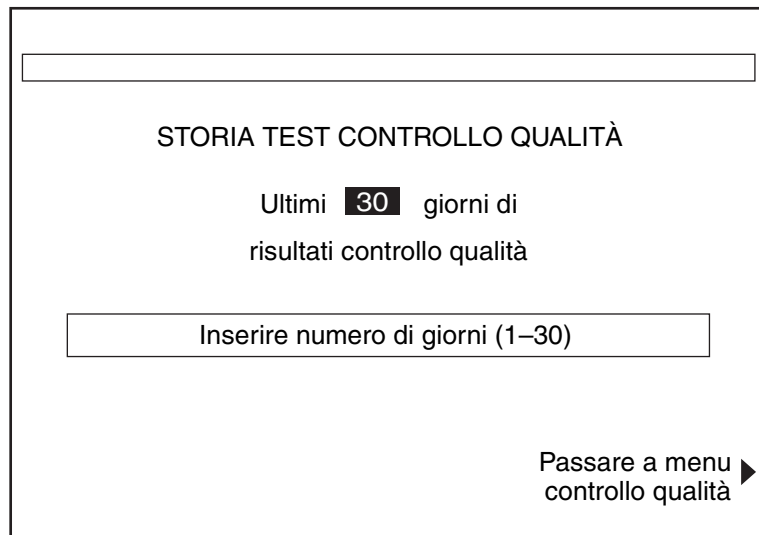 STORIA TEST CONTROLLO QUALITÀ
Ultimi 30 giorni di
risultati controllo qualità
Inserire numero di giorni (1–30)
Passare a menu
controllo qualità